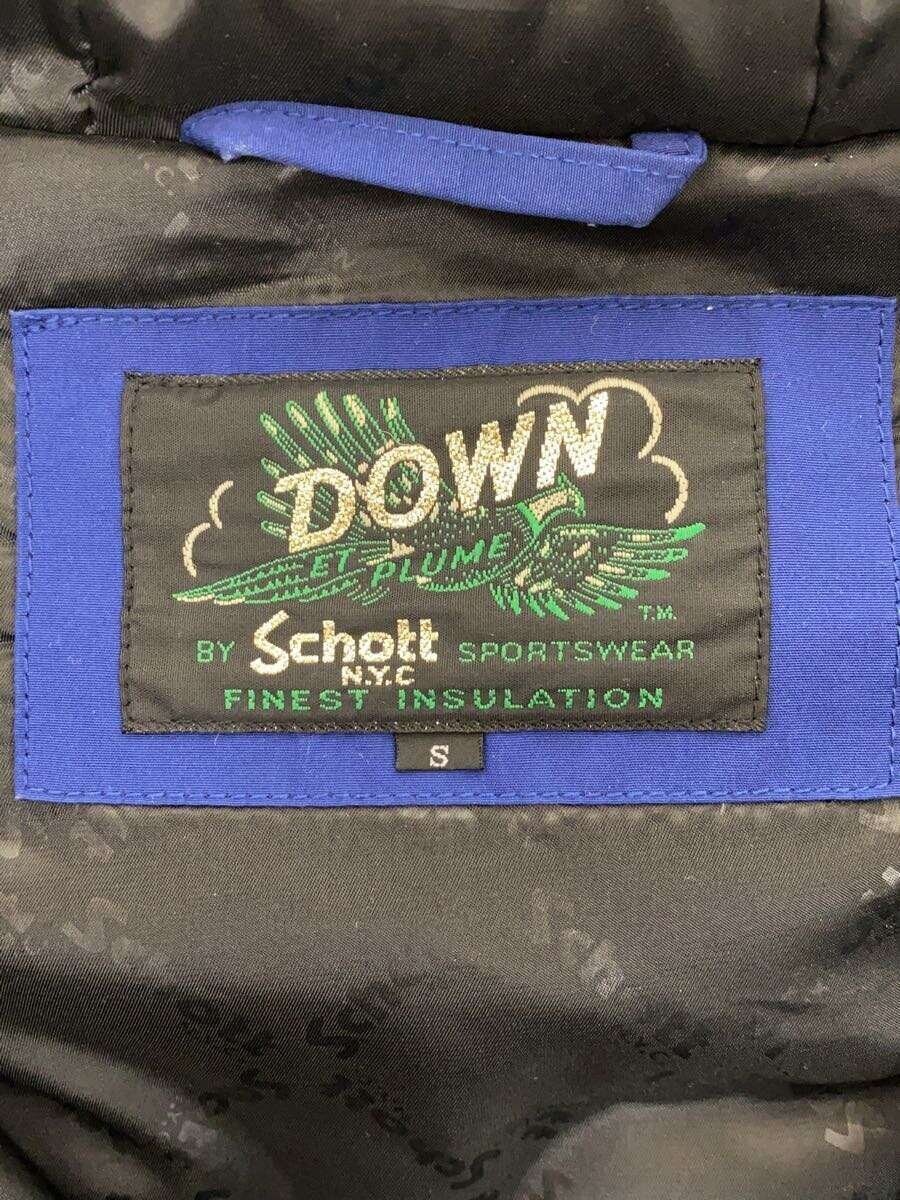 DOWN
ET PLUME
T.M.
BY Schott SPORTSWEAR
N.Y.C
FINEST INSULATION
S